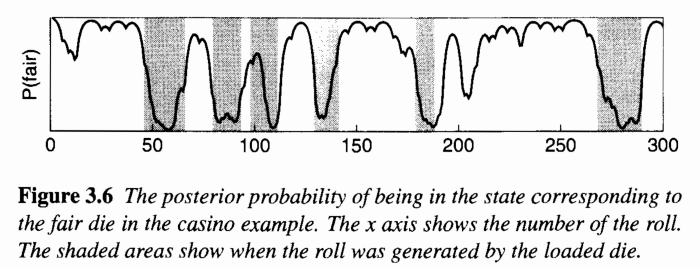 P(fair)
0 50 100 150 200 250 300
Figure 3.6 The posterior probability of being in the state corresponding to
the fair die in the casino example. The x axis shows the number of the roll.
The shaded areas show when the roll was generated by the loaded die.